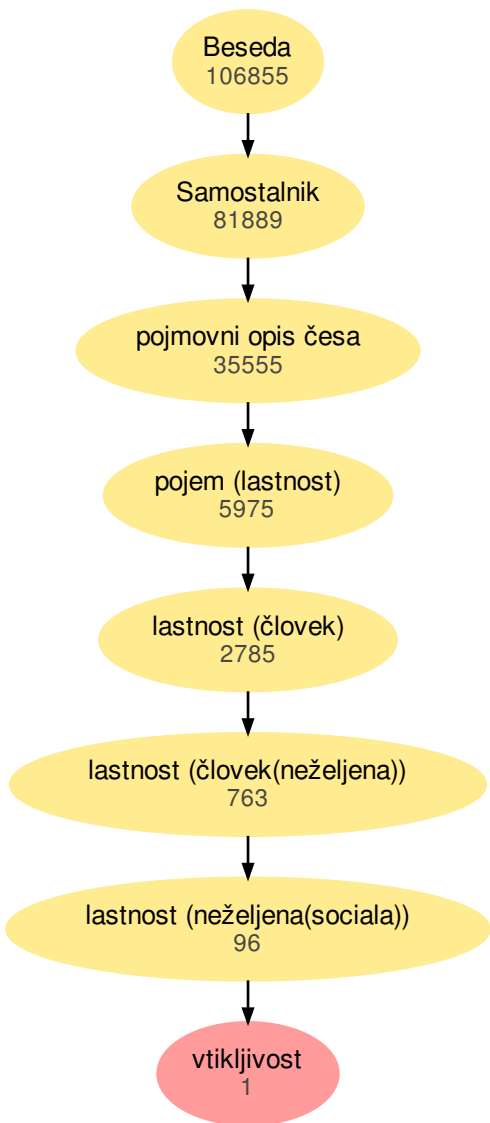 Beseda
106855
Samostalnik
81889
pojmovni opis česa
35555
pojem (lastnost)
5975
lastnost (človek)
2785
lastnost (človek(neželjena))
763
lastnost (neželjena(sociala))
96
vtikljivost
1